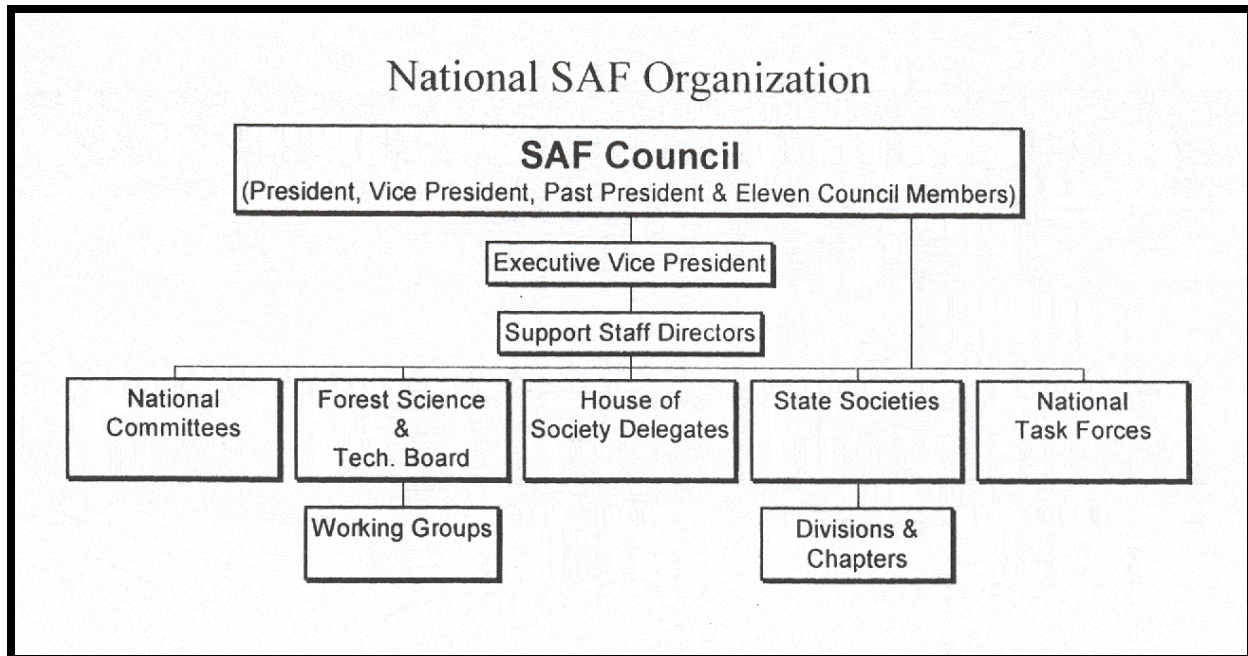 National SAF Organization
SAF Council
(President, Vice President, Past President & Eleven Council Members)
Executive Vice President
Support Staff Directors
National
Committees
Forest Science
&
Tech. Board
House of
Society Delegates
State Societies
National
Task Forces
Working Groups
Divisions &
Chapters